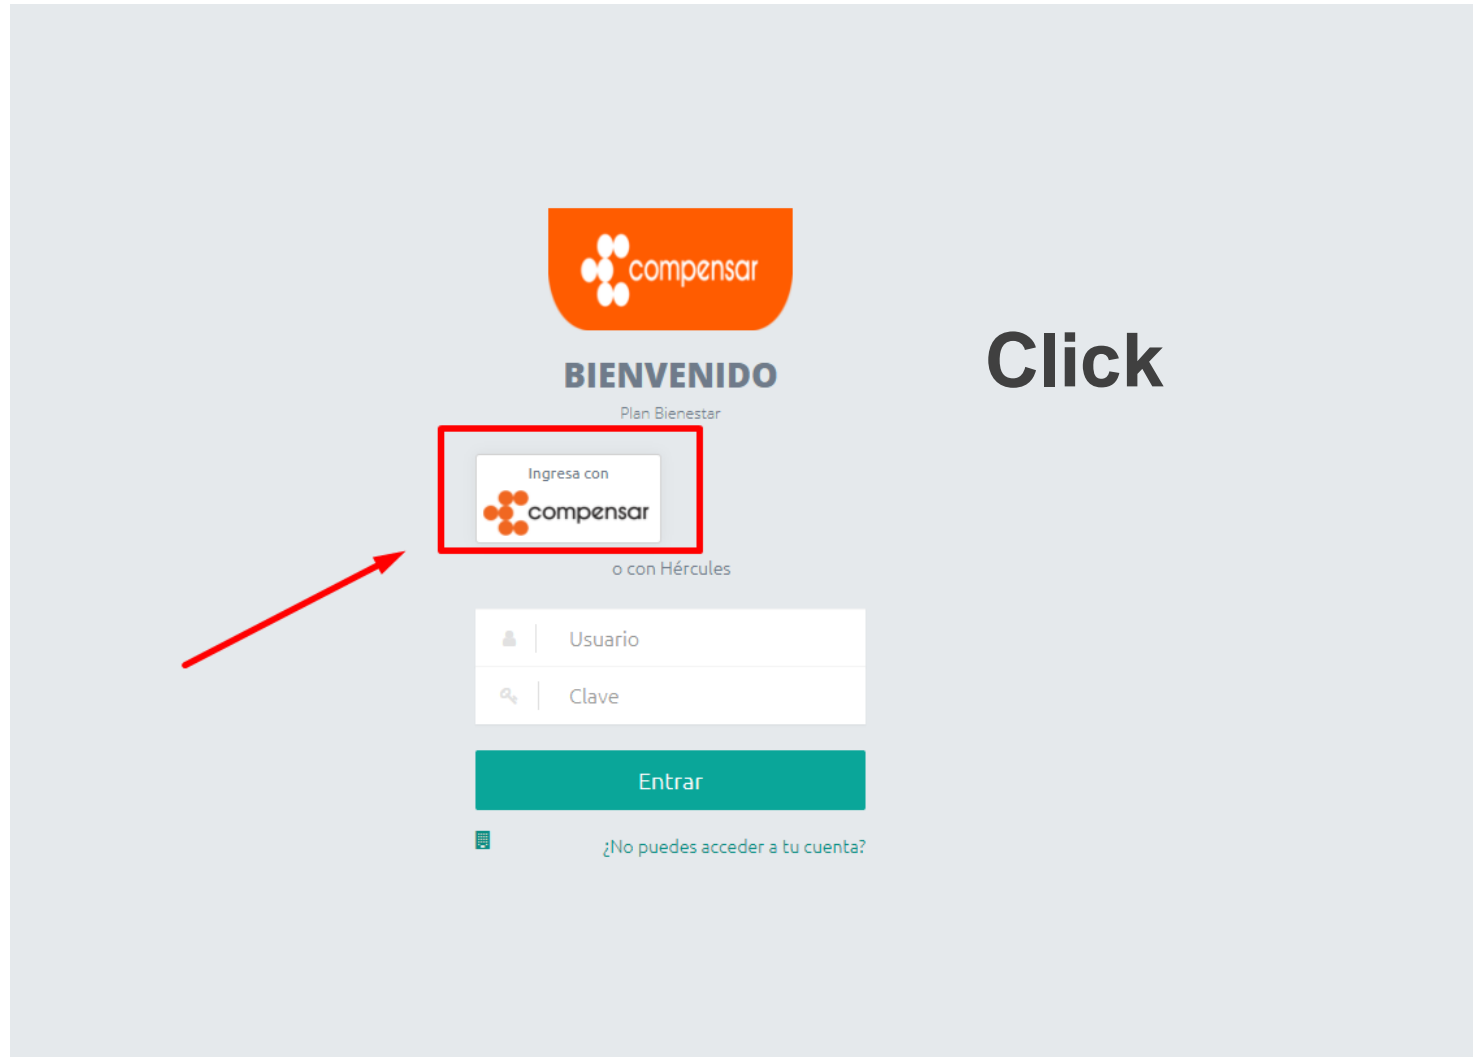 compensar
BIENVENIDO
Click
Plan Bienestar
Ingresa con
compensar
o con Hércules
Usuario
Clave
Entrar
¿No puedes acceder a tu cuenta?